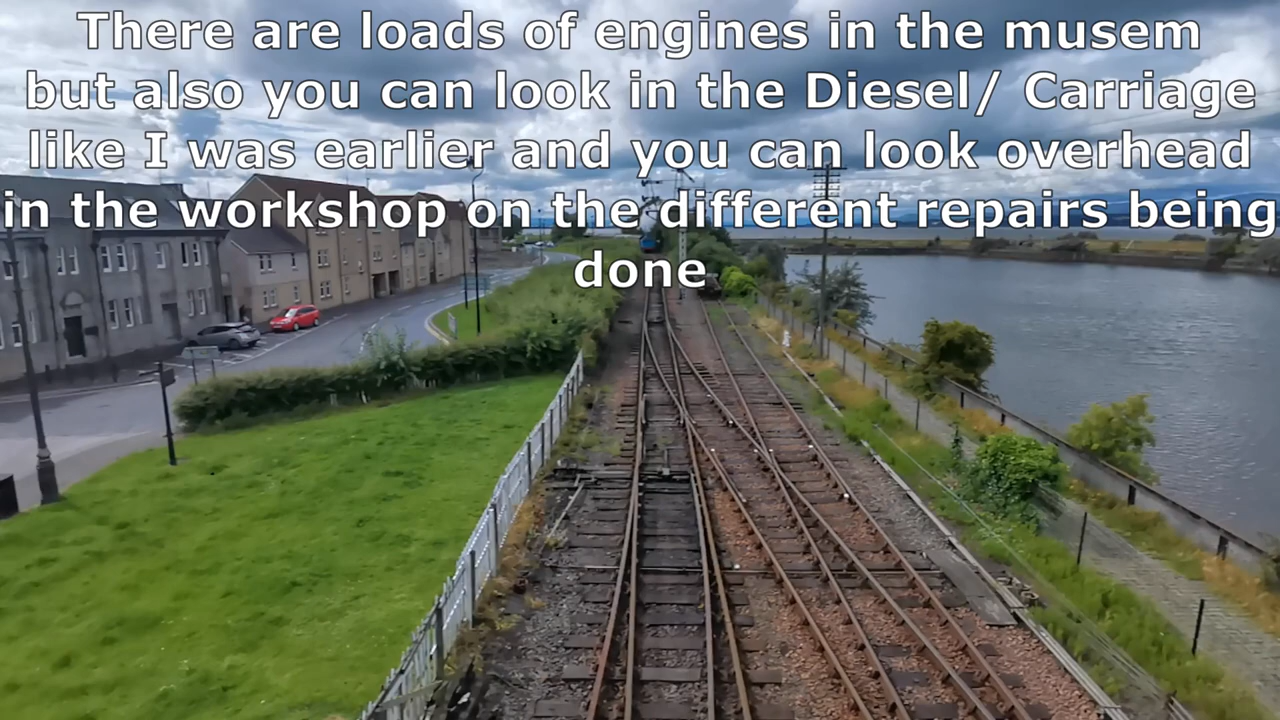 There are loads of engines in the musem
but also you can look in the Diesel/ Carriage
like I was earlier and you can look overhead
in the workshop on the different repairs being
done